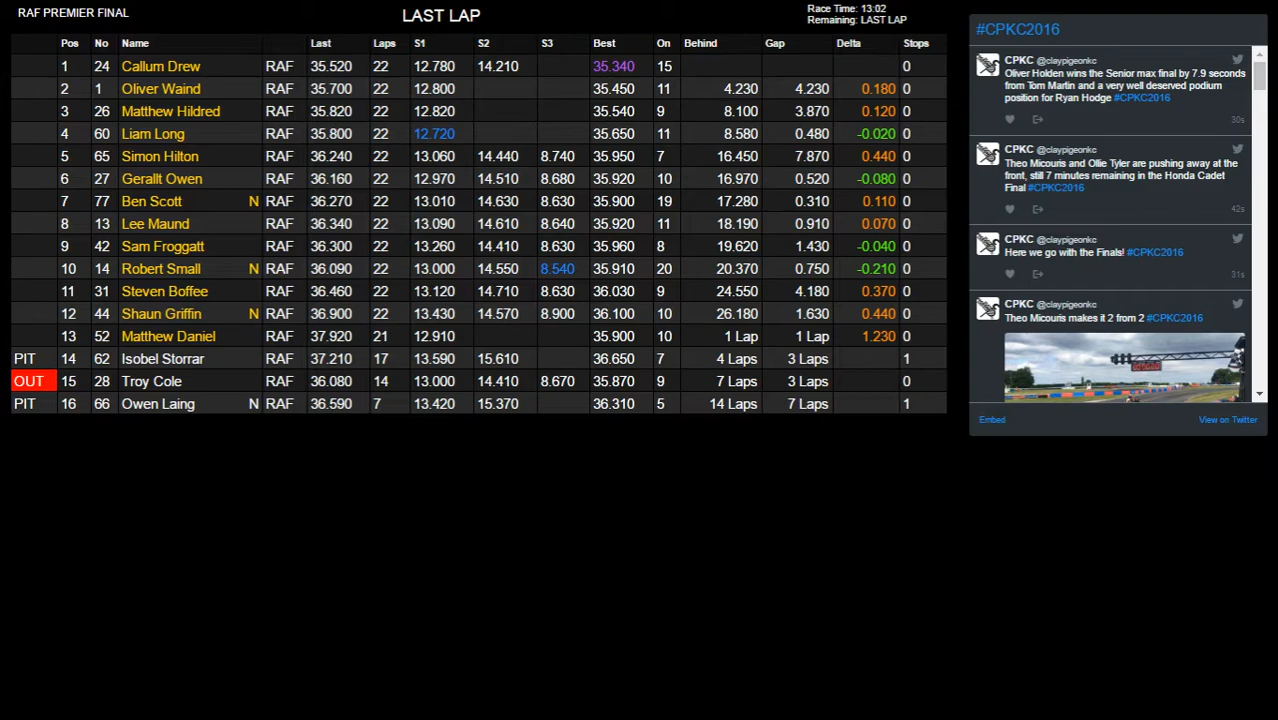 RAF PREMIER FINAL
LAST LAP
Race Time: 13:02
Remaining: LAST LAP
Pos No Name Last Laps S1 S2 S3 Best On Behind Gap Delta Stops
1 24 Callum Drew RAF 35.520 22 12.780 14.210 35.340 15 0
2 1 Oliver Waind RAF 35.700 22 12.800 35.450 11 4.230 4.230 0.180 0
3 26 Matthew Hildred RAF 35.820 22 12.820 35.540 9 8.100 3.870 0.120 0
4 60 Liam Long RAF 35.800 22 12.720 35.650 11 8.580 0.480 -0.020 0
5 65 Simon Hilton RAF 36.240 22 13.060 14.440 8.740 35.950 7 16.450 7.870 0.440 0
6 27 Gerallt Owen RAF 36.160 22 12.970 14.510 8.680 35.920 10 16.970 0.520 -0.080 0
7 77 Ben Scott N RAF 36.270 22 13.010 14.630 8.630 35.900 19 17.280 0.310 0.110 0
8 13 Lee Maund RAF 36.340 22 13.090 14.610 8.640 35.920 11 18.190 0.910 0.070 0
9 42 Sam Froggatt RAF 36.300 22 13.260 14.410 8.630 35.960 8 19.620 1.430 -0.040 0
10 14 Robert Small N RAF 36.090 22 13.000 14.550 8.540 35.910 20 20.370 0.750 -0.210 0
11 31 Steven Boffee RAF 36.460 22 13.120 14.710 8.630 36.030 9 24.550 4.180 0.370 0
12 44 Shaun Griffin N RAF 36.900 22 13.430 14.570 8.900 36.100 10 26.180 1.630 0.440 0
13 52 Matthew Daniel RAF 37.920 21 12.910 35.900 10 1 Lap 1 Lap 1.230 0
PIT 14 62 Isobel Storrar RAF 37.210 17 13.590 15.610 36.650 7 4 Laps 3 Laps 1
OUT 15 28 Troy Cole RAF 36.080 14 13.000 14.410 8.670 35.870 9 7 Laps 3 Laps 0
PIT 16 66 Owen Laing N RAF 36.590 7 13.420 15.370 36.310 5 14 Laps 7 Laps 1
#CPKC2016
CPKC @claypigeonkc
Oliver Holden wins the Senior max final by 7.9 seconds
from Tom Martin and a very well deserved podium
position for Ryan Hodge #CPKC2016
30s
CPKC @claypigeonkc
Theo Micouris and Ollie Tyler are pushing away at the
front, still 7 minutes remaining in the Honda Cadet
Final #CPKC2016
42s
CPKC @claypigeonkc
Here we go with the Finals! #CPKC2016
31s
CPKC @claypigeonkc
Theo Micouris makes it 2 from 2 #CPKC2016
Embed
View on Twitter